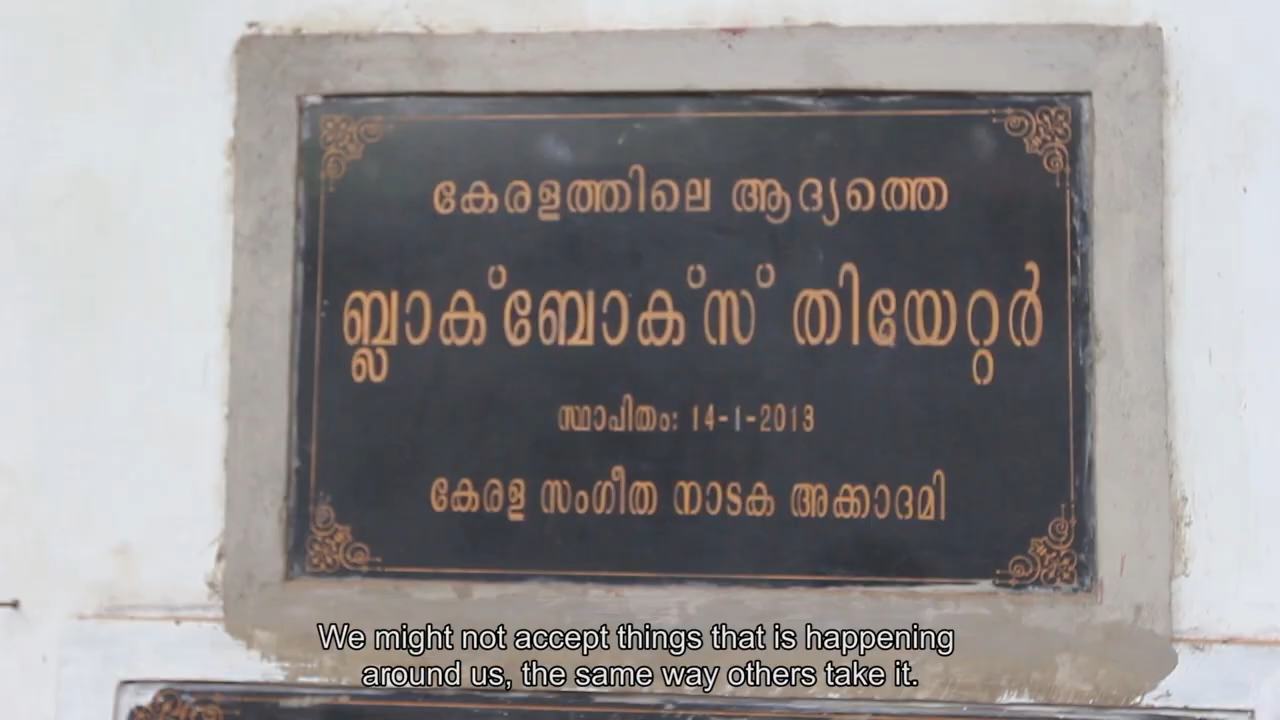 കേരളത്തിലെ ആദ്യത്തെ
ബ്ലാക്ബോക്സ് തിയേറ്റർ
സ്ഥാപിതം: 14-1-2013
കേരള സംഗീത നാടക അക്കാദമി
We might not accept things that is happening
around us, the same way others take it.